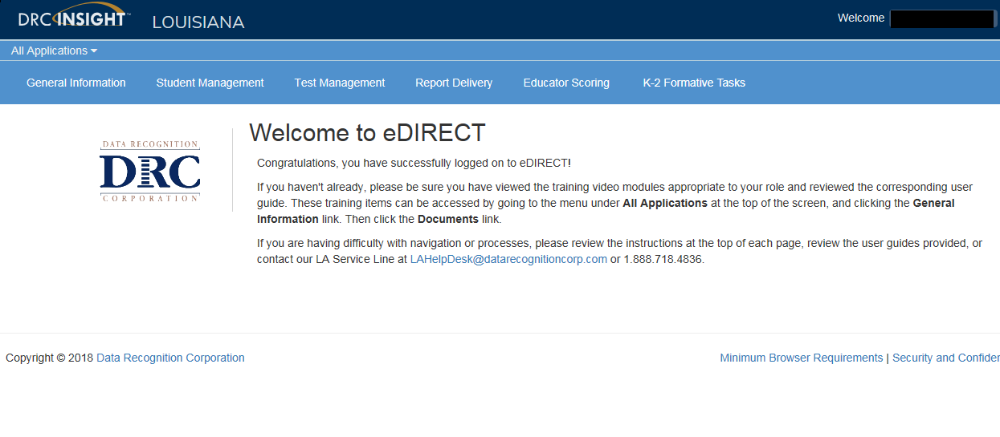 DRC INSIGHT™ LOUISIANA Welcome
All Applications
General Information Student Management Test Management Report Delivery Educator Scoring K-2 Formative Tasks
Welcome to eDIRECT
DATA RECOGNITION
DRC
CORPORATION
Congratulations, you have successfully logged on to eDIRECT!
If you haven't already, please be sure you have viewed the training video modules appropriate to your role and reviewed the corresponding user
guide. These training items can be accessed by going to the menu under All Applications at the top of the screen, and clicking the General
Information link. Then click the Documents link.
If you are having difficulty with navigation or processes, please review the instructions at the top of each page, review the user guides provided, or
contact our LA Service Line at LAHelpDesk@datarecognitioncorp.com or 1.888.718.4836.
Copyright © 2018 Data Recognition Corporation Minimum Browser Requirements | Security and Confider